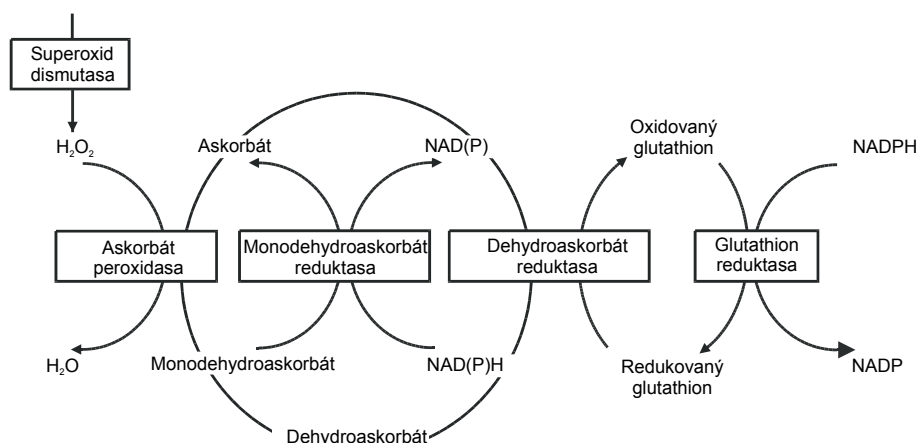 Superoxid
dismutasa
H₂O₂
Askorbát
NAD(P)
Oxidovaný
glutathion
NADPH
Askorbát
peroxidasa
Monodehydroaskorbát
reduktasa
Dehydroaskorbát
reduktasa
Glutathion
reduktasa
H₂O
Monodehydroaskorbát
NAD(P)H
Redukovaný
glutathion
NADP
Dehydroaskorbát